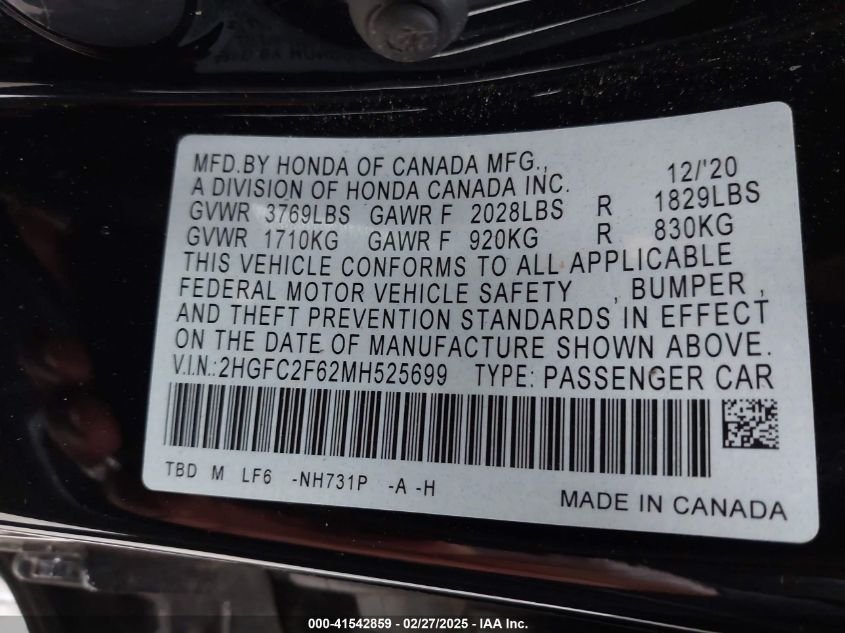 MFD.BY HONDA OF CANADA MFG., 12/'20
A DIVISION OF HONDA CANADA INC.
GVWR 3769LBS GAWR F 2028LBS R 1829LBS
GVWR 1710KG GAWR F 920KG R 830KG
THIS VEHICLE CONFORMS TO ALL APPLICABLE
FEDERAL MOTOR VEHICLE SAFETY , BUMPER ,
AND THEFT PREVENTION STANDARDS IN EFFECT
ON THE DATE OF MANUFACTURE SHOWN ABOVE.
V.I.N.:2HGFC2F62MH525699 TYPE: PASSENGER CAR
TBD M LF6 -NH731P -A -H
MADE IN CANADA
000-41542859 - 02/27/2025 - IAA Inc.